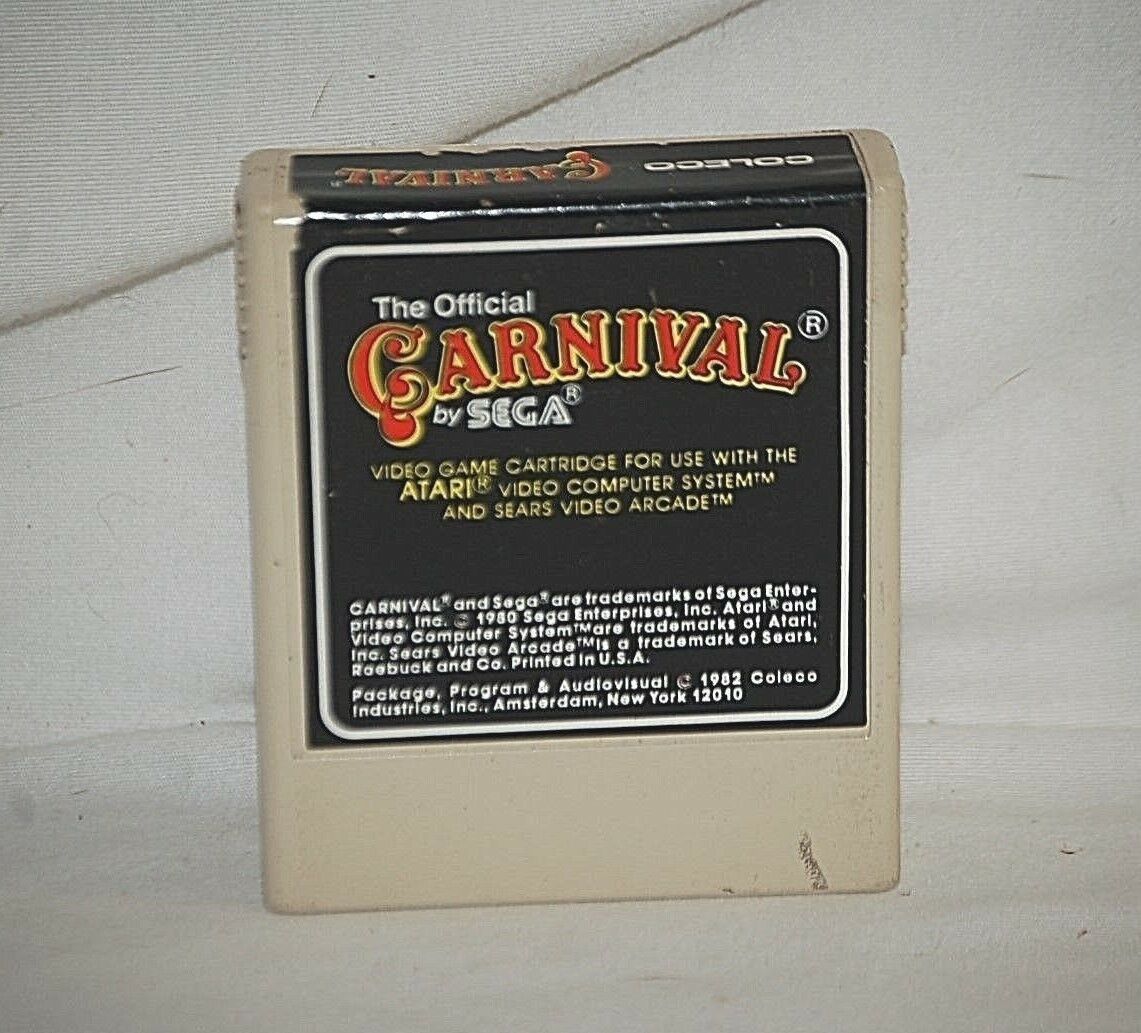 CARNIVAL® COLECO
The Official
CARNIVAL®
by SEGA®
VIDEO GAME CARTRIDGE FOR USE WITH THE
ATARI® VIDEO COMPUTER SYSTEM™
AND SEARS VIDEO ARCADE™
CARNIVAL® and Sega® are trademarks of Sega Enter-
prises, Inc. © 1980 Sega Enterprises, Inc. Atari® and
Video Computer System™ are trademarks of Atari,
Inc. Sears Video Arcade™ is a trademark of Sears,
Roebuck and Co. Printed in U.S.A.
Package, Program & Audiovisual © 1982 Coleco
Industries, Inc., Amsterdam, New York 12010